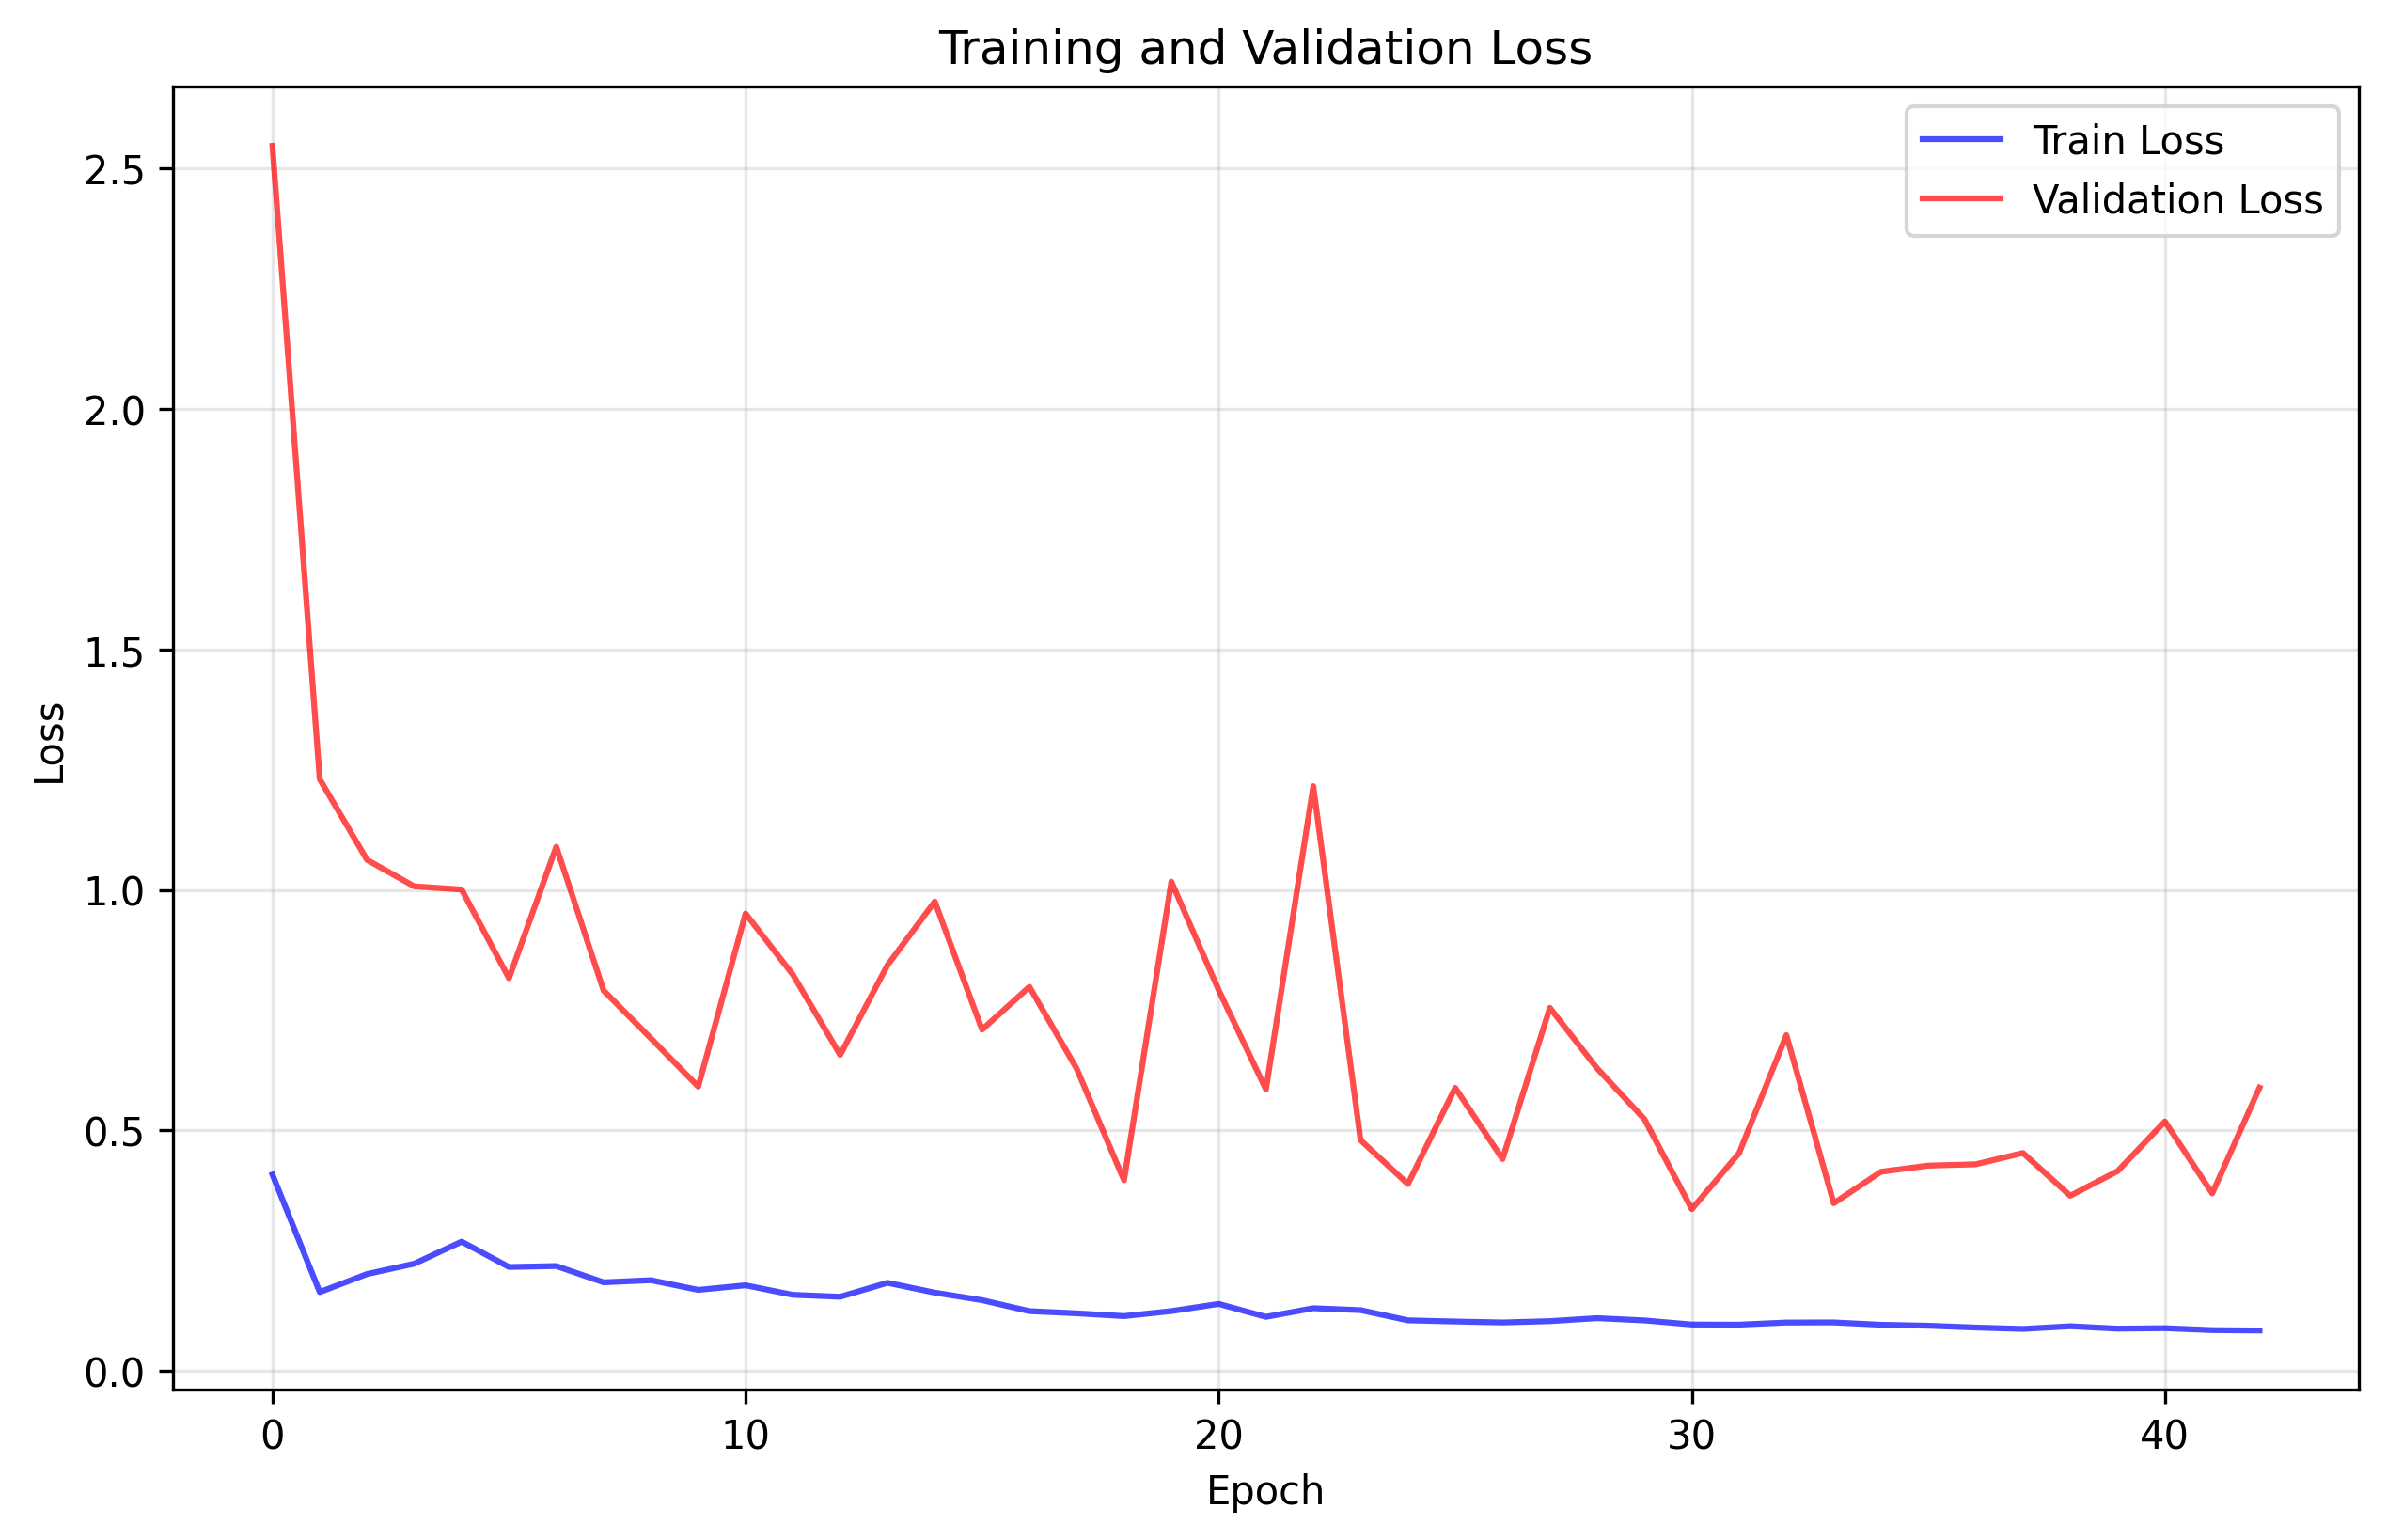 Training and Validation Loss
Train Loss
Validation Loss
2.5
2.0
1.5
1.0
0.5
0.0
Loss
0 10 20 30 40
Epoch